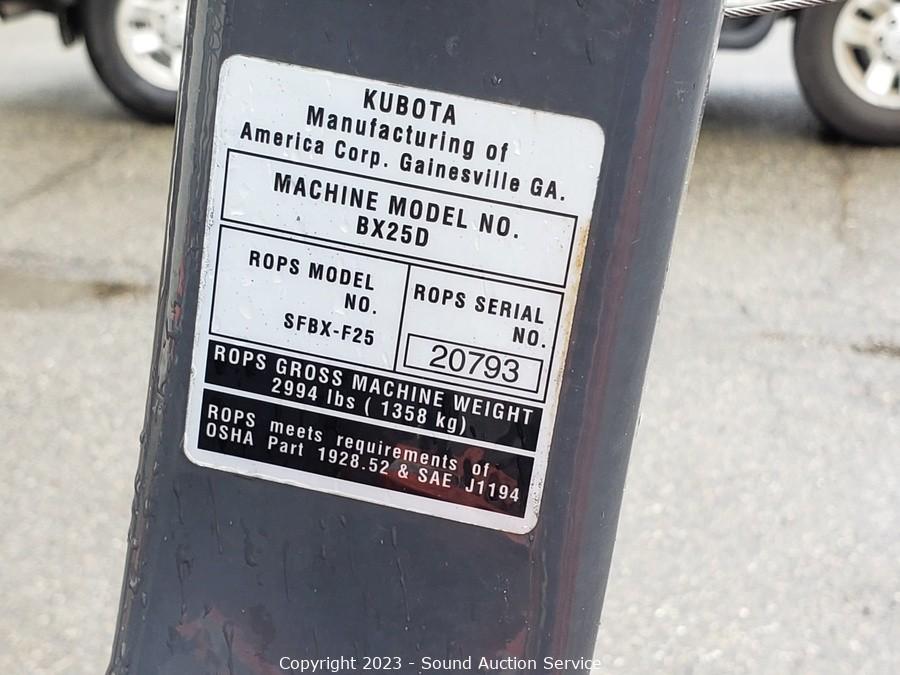 KUBOTA
Manufacturing of
America Corp. Gainesville GA.
MACHINE MODEL NO.
BX25D
ROPS MODEL
NO.
SFBX-F25
ROPS SERIAL
NO.
20793
ROPS GROSS MACHINE WEIGHT
2994 lbs ( 1358 kg)
ROPS meets requirements of
OSHA Part 1928.52 & SAE J1194
Copyright 2023 - Sound Auction Service